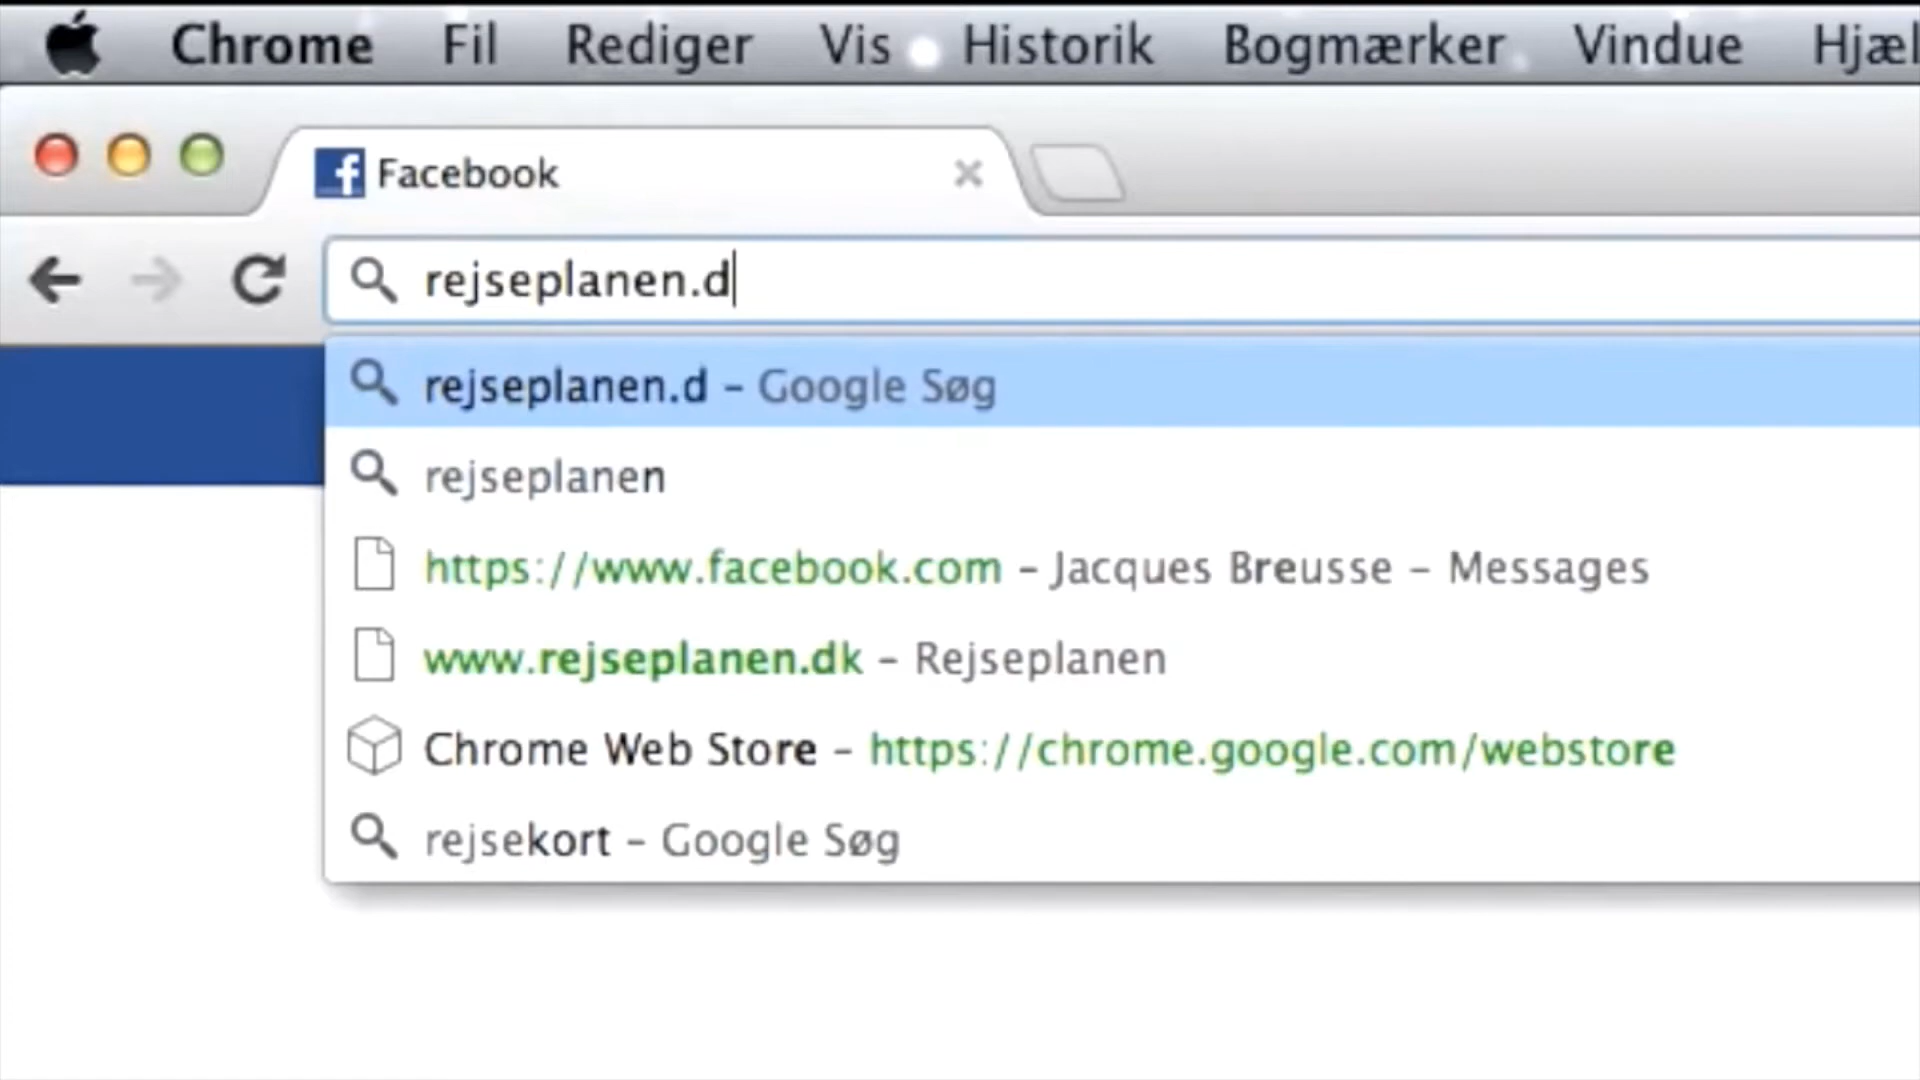 Chrome Fil Rediger Vis Historik Bogmærker Vindue Hjæl
Facebook
rejseplanen.d
rejseplanen.d – Google Søg
rejseplanen
https://www.facebook.com – Jacques Breusse – Messages
www.rejseplanen.dk – Rejseplanen
Chrome Web Store – https://chrome.google.com/webstore
rejsekort – Google Søg